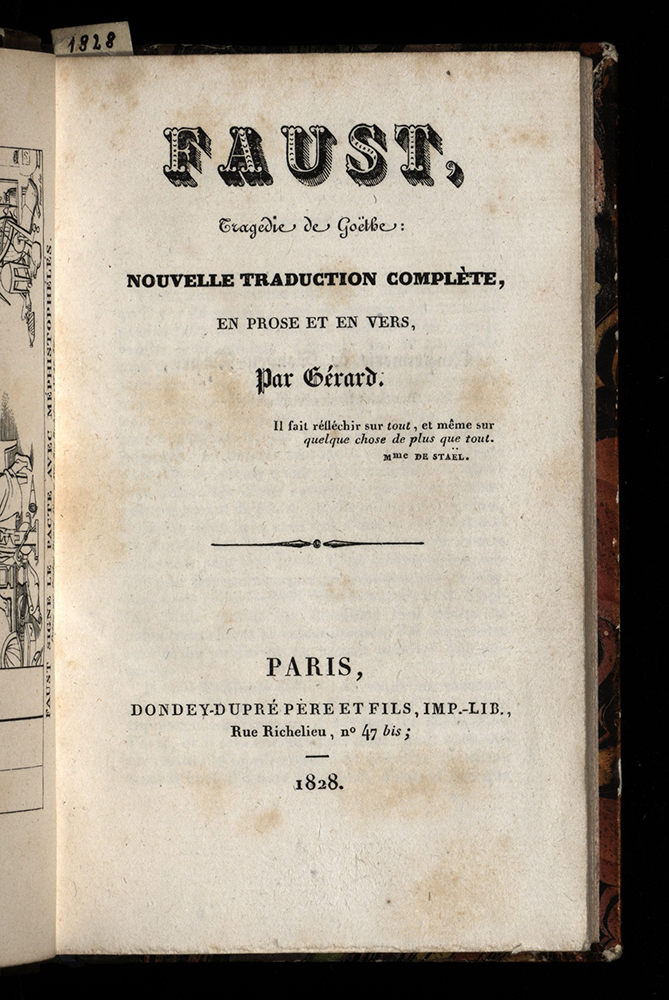 1828
FAUST,
Tragédie de Goëthe:
NOUVELLE TRADUCTION COMPLÈTE,
EN PROSE ET EN VERS,
Par Gérard.
Il fait réfléchir sur tout, et même sur
quelque chose de plus que tout.
Mme DE STAËL.
PARIS,
DONDEY-DUPRÉ PÈRE ET FILS, IMP.-LIB.,
Rue Richelieu, no 47 bis;
1828.
FAUST SIGNE LE PACTE AVEC MÉPHISTOPHÉLÈS.